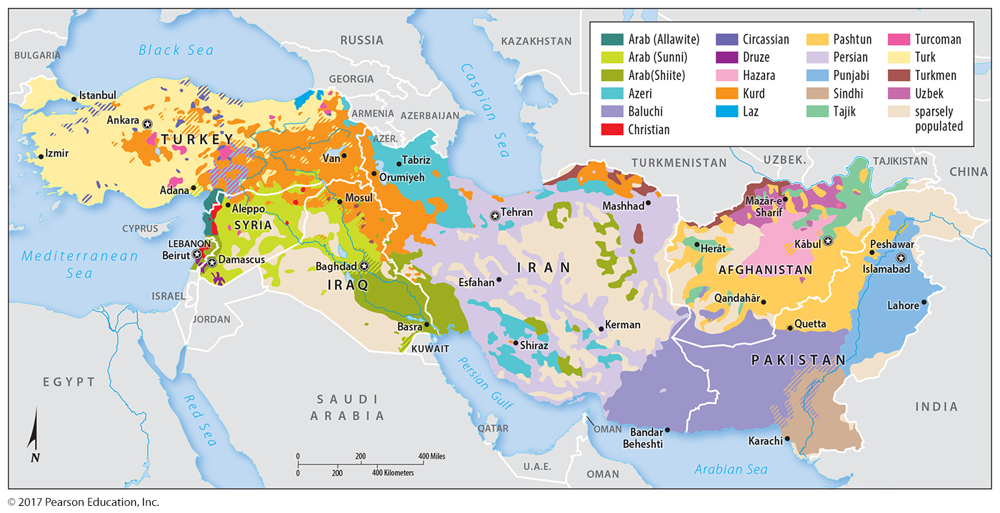 BULGARIA
Black Sea
RUSSIA
KAZAKHSTAN
GEORGIA
Caspian Sea
Istanbul
Ankara
TURKEY
ARMENIA
AZERBAIJAN
AZER.
Izmir
Van
Tabriz
Orumiyeh
TURKMENISTAN
UZBEK.
TAJIKISTAN
CHINA
Adana
Mosul
Aleppo
SYRIA
CYPRUS
LEBANON
Beirut
Damascus
Mediterranean
Sea
Tehran
Mashhad
Mazār-e
Sharif
Herāt
Kābul
Peshawar
Islamabad
Baghdad
IRAQ
IRAN
Esfahan
AFGHANISTAN
Qandahār
Lahore
ISRAEL
JORDAN
Basra
KUWAIT
Kerman
Shiraz
Quetta
PAKISTAN
EGYPT
SAUDI
ARABIA
Red Sea
Persian Gulf
QATAR
OMAN
U.A.E.
OMAN
Bandar
Beheshti
Karachi
INDIA
Arabian Sea
N
0 200 400 Miles
0 200 400 Kilometers
Arab (Allawite)
Arab (Sunni)
Arab(Shiite)
Azeri
Baluchi
Christian
Circassian
Druze
Hazara
Kurd
Laz
Pashtun
Persian
Punjabi
Sindhi
Tajik
Turcoman
Turk
Turkmen
Uzbek
sparsely
populated
© 2017 Pearson Education, Inc.